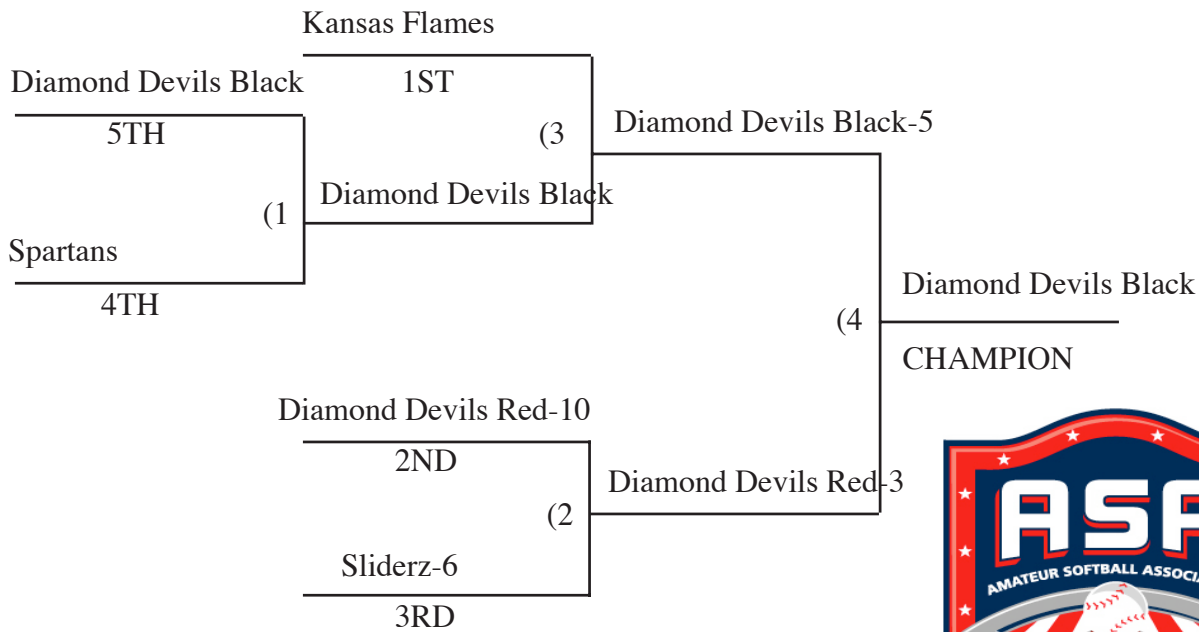 Kansas Flames
1ST
Diamond Devils Black
5TH
(3
Diamond Devils Black-5
(1
Diamond Devils Black
Spartans
4TH
Diamond Devils Black
(4
CHAMPION
Diamond Devils Red-10
2ND
Diamond Devils Red-3
(2
Sliderz-6
3RD
AMATEUR SOFTBALL